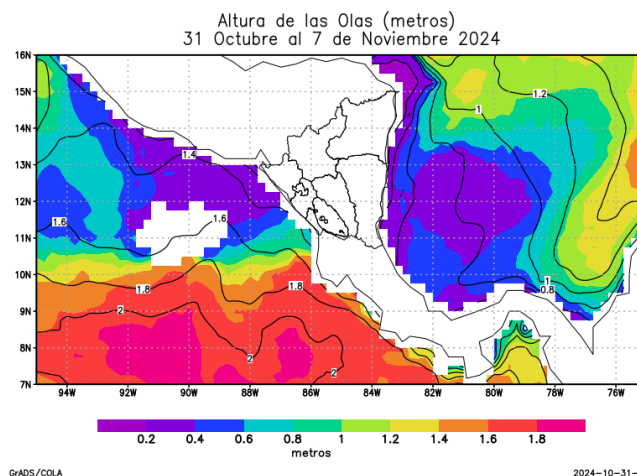 Altura de las Olas (metros)
31 Octubre al 7 de Noviembre 2024
16N
15N
14N
13N
12N
11N
10N
9N
8N
7N
1.2
1
1.4
1.6
1.6
1.8
1.8
1
0.8
2
2
2
94W 92W 90W 88W 86W 84W 82W 80W 78W 76W
0.2 0.4 0.6 0.8 1 1.2 1.4 1.6 1.8
metros
GrADS/COLA 2024-10-31-